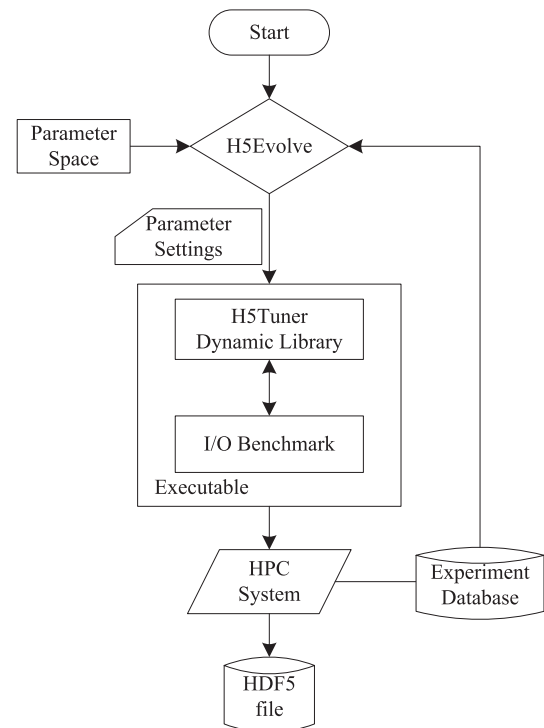 Start
Parameter
Space
H5Evolve
Parameter
Settings
H5Tuner
Dynamic Library
I/O Benchmark
Executable
HPC
System
Experiment
Database
HDF5
file